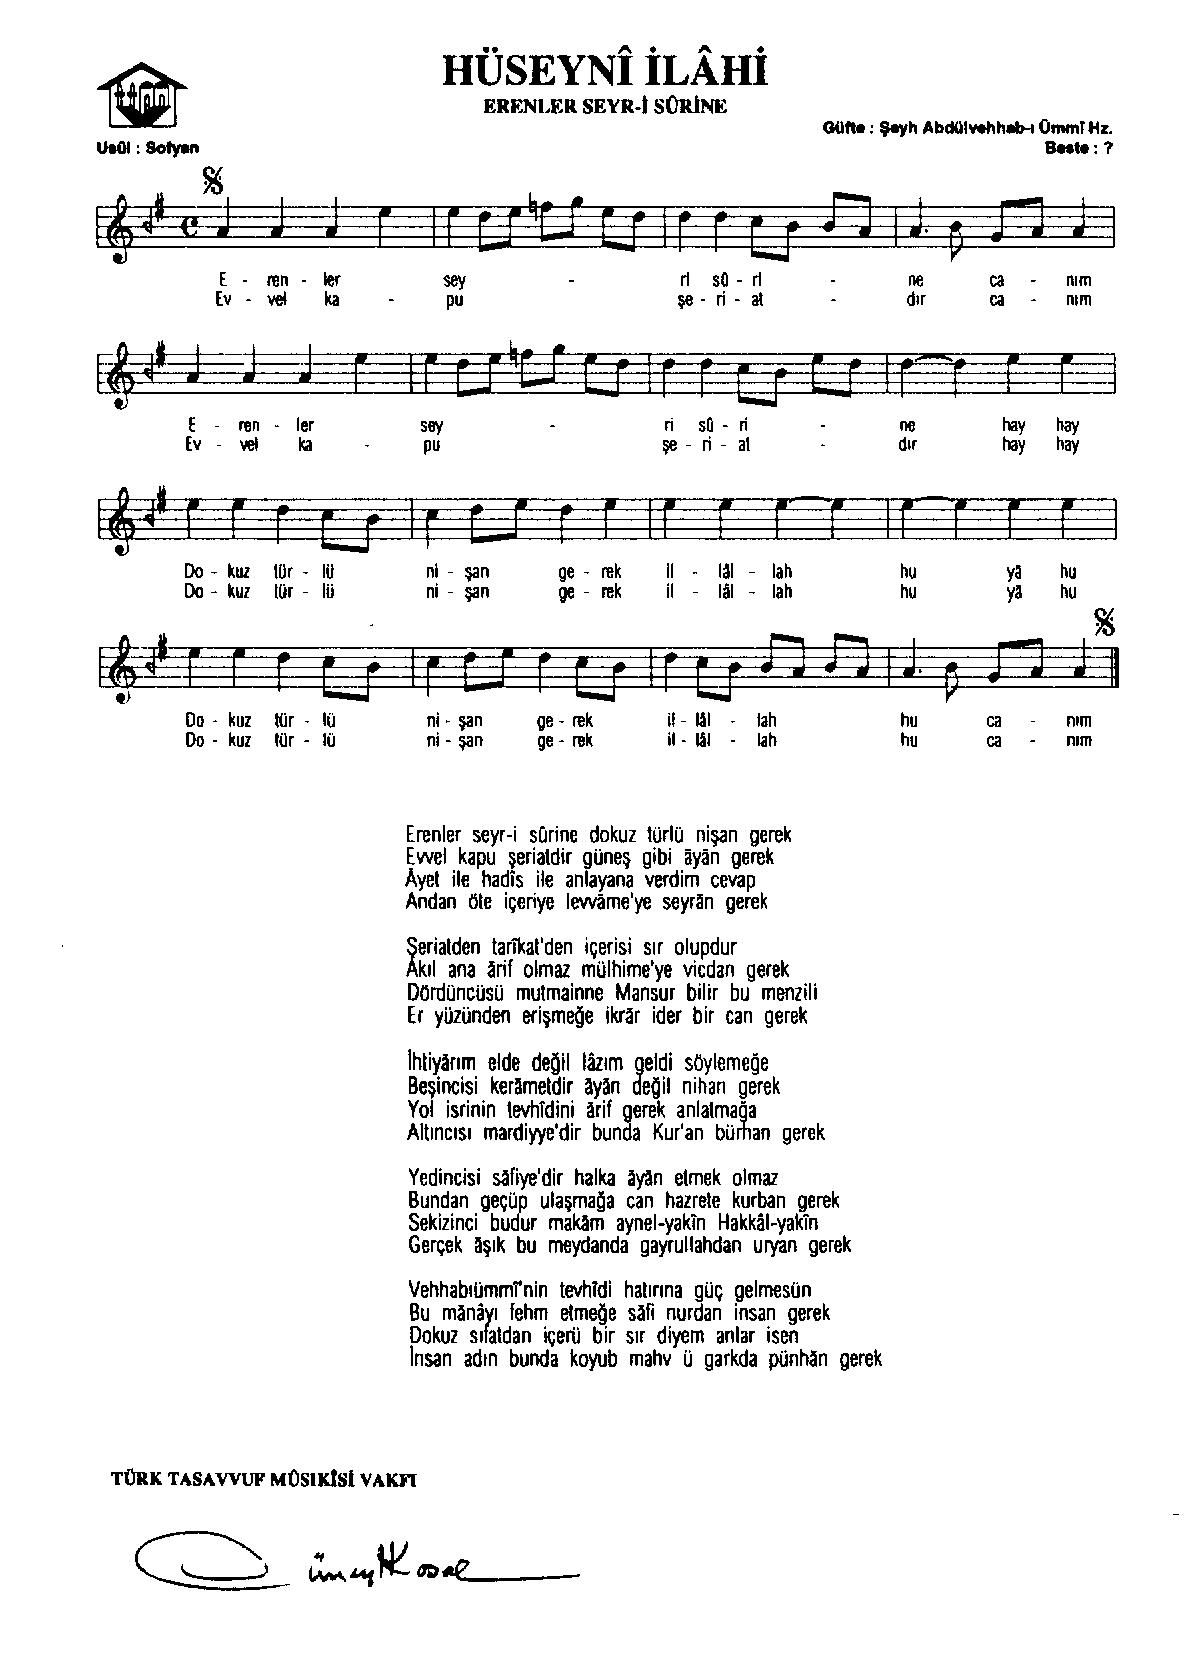 HÜSEYNÎ İLÂHİ
ERENLER SEYR-İ SÛRİNE
ttmv
Güfte : Şeyh Abdülvehhab-ı Ümmî Hz.
Usûl : Sofyan
Beste : ?
E - ren - ler sey - ri sû - ri - ne ca - nım
Ev - vel ka - pu şe - ri - at - dır ca - nım
E - ren - ler sey - ri sû - ri - ne hay hay
Ev - vel ka - pu şe - ri - at - dır hay hay
Do - kuz tür - lü ni - şan ge - rek il - lâl - lah hu yâ hu
Do - kuz tür - lü ni - şan ge - rek il - lâl - lah hu yâ hu
Do - kuz tür - lü ni - şan ge - rek il - lâl - lah hu ca - nım
Do - kuz tür - lü ni - şan ge - rek il - lâl - lah hu ca - nım
Erenler seyr-i sûrine dokuz türlü nişan gerek
Evvel kapu şeriatdir güneş gibi âyân gerek
Âyet ile hadîs ile anlayana verdim cevap
Andan öte içeriye levvâme'ye seyrân gerek
Şeriatden tarîkat'den içerisi sır olupdur
Akıl ana ârif olmaz mülhime'ye vicdan gerek
Dördüncüsü mutmainne Mansur bilir bu menzili
Er yüzünden erişmeğe ikrâr ider bir can gerek
İhtiyârım elde değil lâzım geldi söylemeğe
Beşincisi kerâmetdir âyân değil nihan gerek
Yol isrinin tevhîdini ârif gerek anlatmağa
Altıncısı mardiyye'dir bunda Kur'an bürhan gerek
Yedincisi sâfiye'dir halka âyân etmek olmaz
Bundan geçüp ulaşmağa can hazrete kurban gerek
Sekizinci budur makâm aynel-yakîn Hakkâl-yakîn
Gerçek âşık bu meydanda gayrullahdan uryan gerek
Vehhabıümmî'nin tevhîdi hatırına güç gelmesün
Bu mânâyı fehm etmeğe sâfi nurdan insan gerek
Dokuz sıfatdan içerü bir sır diyem anlar isen
İnsan adın bunda koyub mahv ü garkda pünhân gerek
TÜRK TASAVVUF MÛSIKÎSİ VAKFI
Cüneyt Kosal